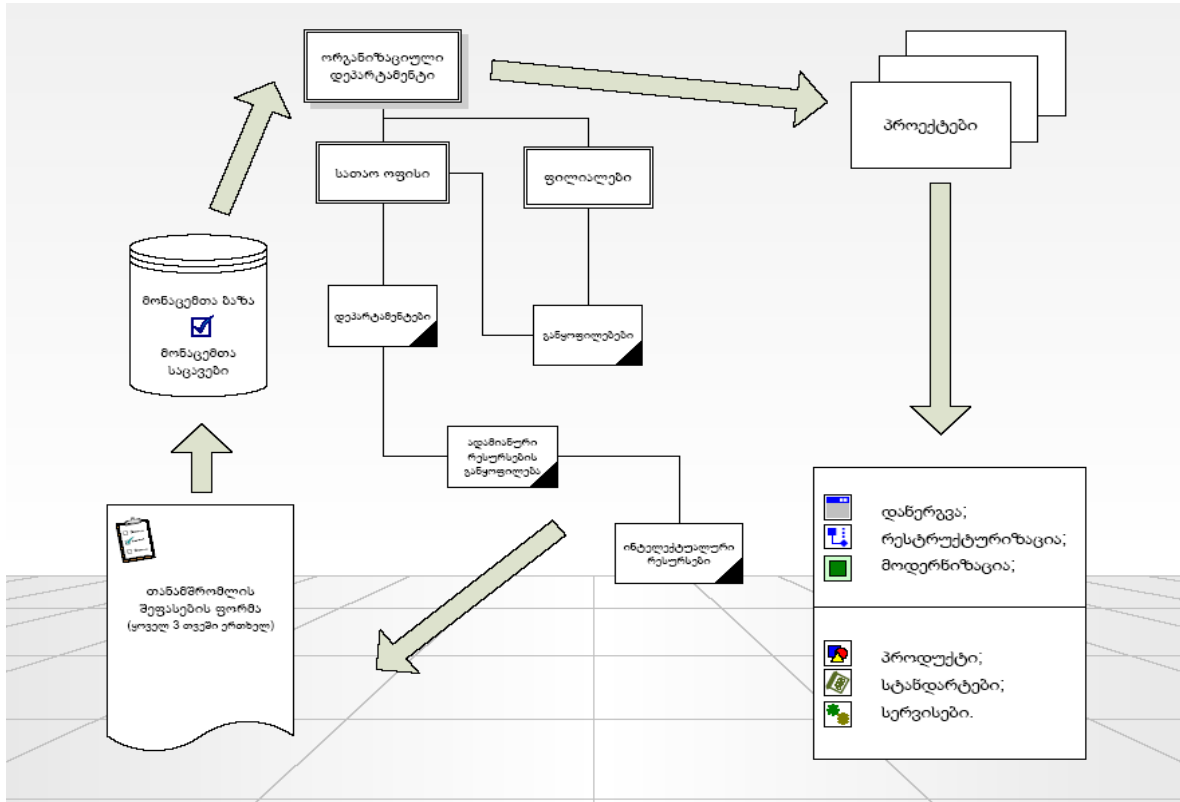 ორგანიზაციული
დეპარტამენტი
პროექტები
სათაო ოფისი
ფილიალები
მონაცემთა ბაზა
მონაცემთა
საცავები
დეპარტამენტები
განყოფილებები
ადამიანური
რესურსების
განყოფილება
ინტელექტუალური
რესურსები
თანამშრომლის
შეფასების ფორმა
(ყოველ 3 თვეში ერთხელ)
დანერგვა;
რესტრუქტურიზაცია;
მოდერნიზაცია;
პროდუქტი;
სტანდარტები;
სერვისები.